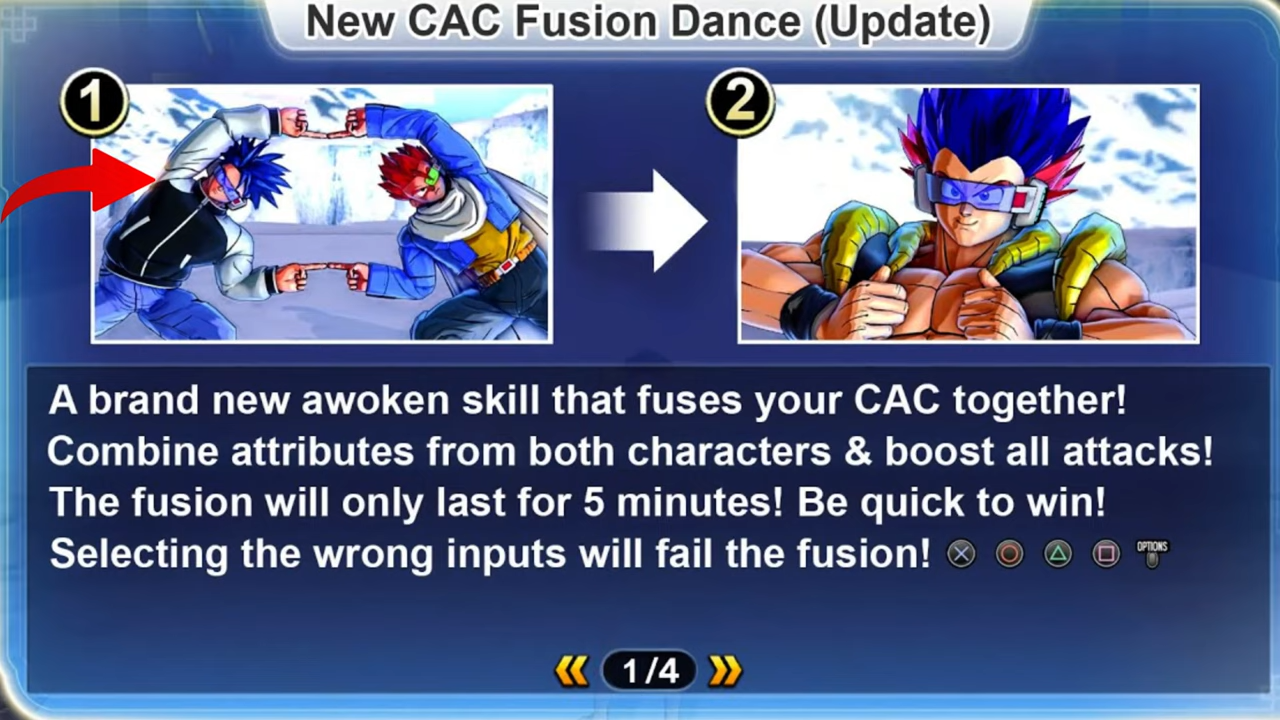 New CAC Fusion Dance (Update)
1
2
A brand new awoken skill that fuses your CAC together!
Combine attributes from both characters & boost all attacks!
The fusion will only last for 5 minutes! Be quick to win!
Selecting the wrong inputs will fail the fusion! OPTIONS
1/4